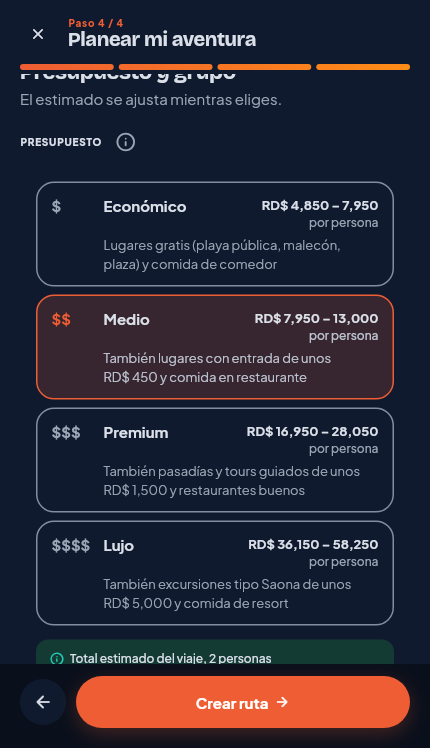 Paso 4 / 4
Planear mi aventura
Presupuesto y grupo
El estimado se ajusta mientras eliges.
PRESUPUESTO
$ Económico RD$ 4,850 – 7,950
por persona
Lugares gratis (playa pública, malecón,
plaza) y comida de comedor
$$ Medio RD$ 7,950 – 13,000
por persona
También lugares con entrada de unos
RD$ 450 y comida en restaurante
$$$ Premium RD$ 16,950 – 28,050
por persona
También pasadías y tours guiados de unos
RD$ 1,500 y restaurantes buenos
$$$$ Lujo RD$ 36,150 – 58,250
por persona
También excursiones tipo Saona de unos
RD$ 5,000 y comida de resort
Total estimado del viaje, 2 personas
Crear ruta →